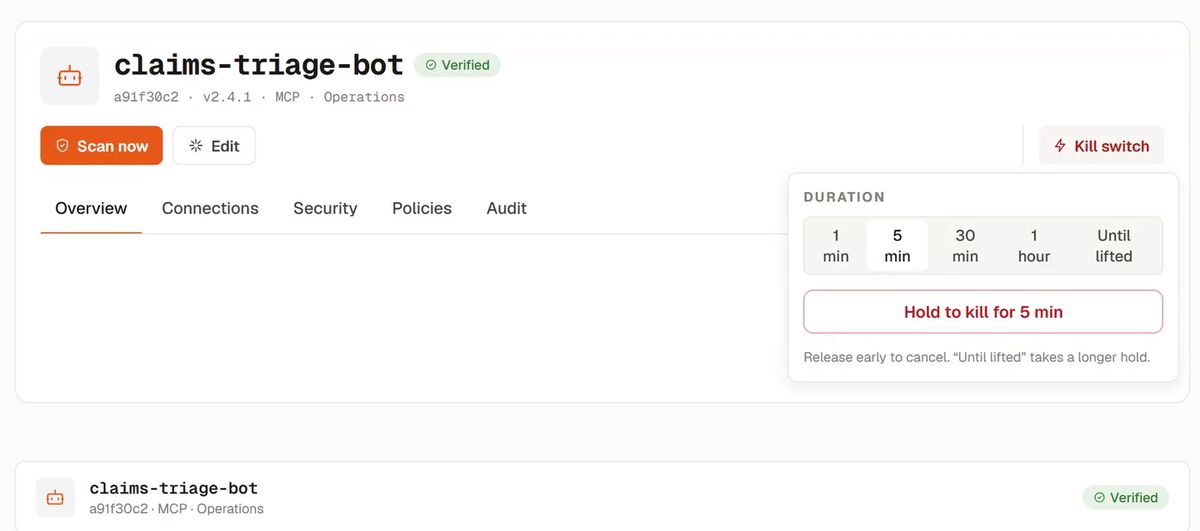 claims-triage-bot
Verified
a91f30c2 · v2.4.1 · MCP · Operations
Scan now
Edit
Kill switch
Overview
Connections
Security
Policies
Audit
DURATION
1 min
5 min
30 min
1 hour
Until lifted
Hold to kill for 5 min
Release early to cancel. “Until lifted” takes a longer hold.
claims-triage-bot
a91f30c2 · MCP · Operations
Verified